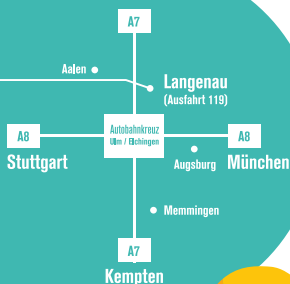 A7
Aalen
Langenau
(Ausfahrt 119)
A8
Autobahnkreuz
Ulm / Elchingen
A8
Stuttgart
Augsburg
München
Memmingen
A7
Kempten